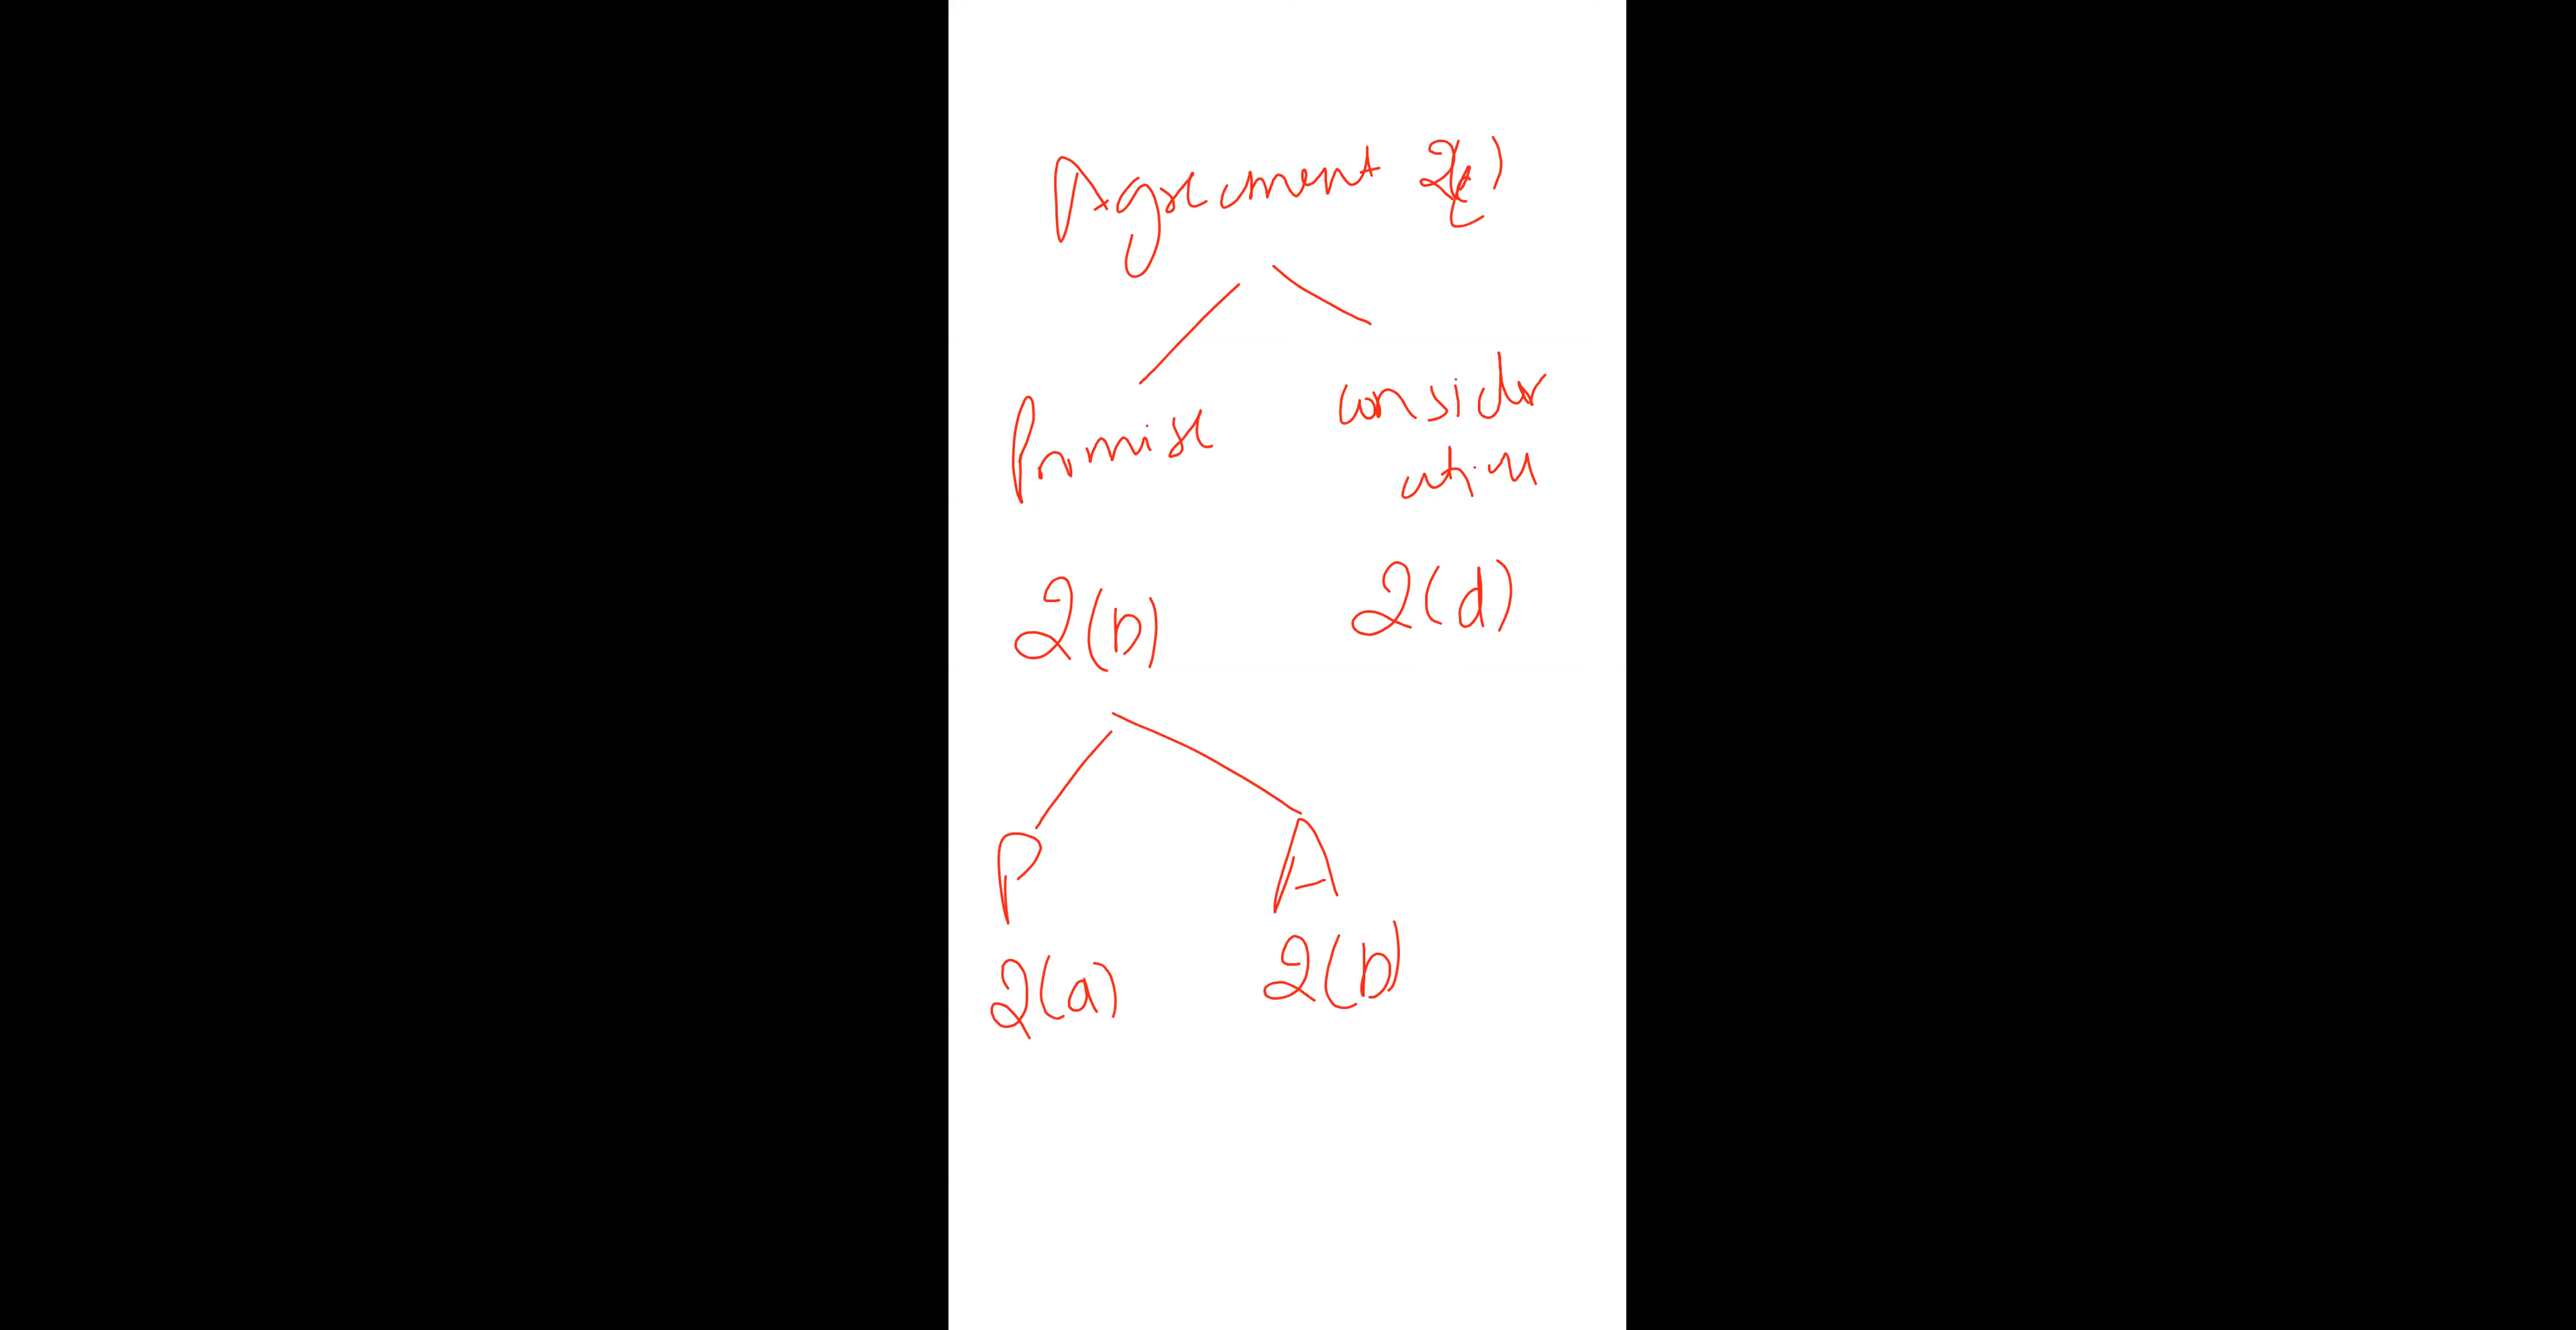 Agreement 2(e)
Promise
consider
ation
2(b)
2(d)
P
A
2(a)
2(b)